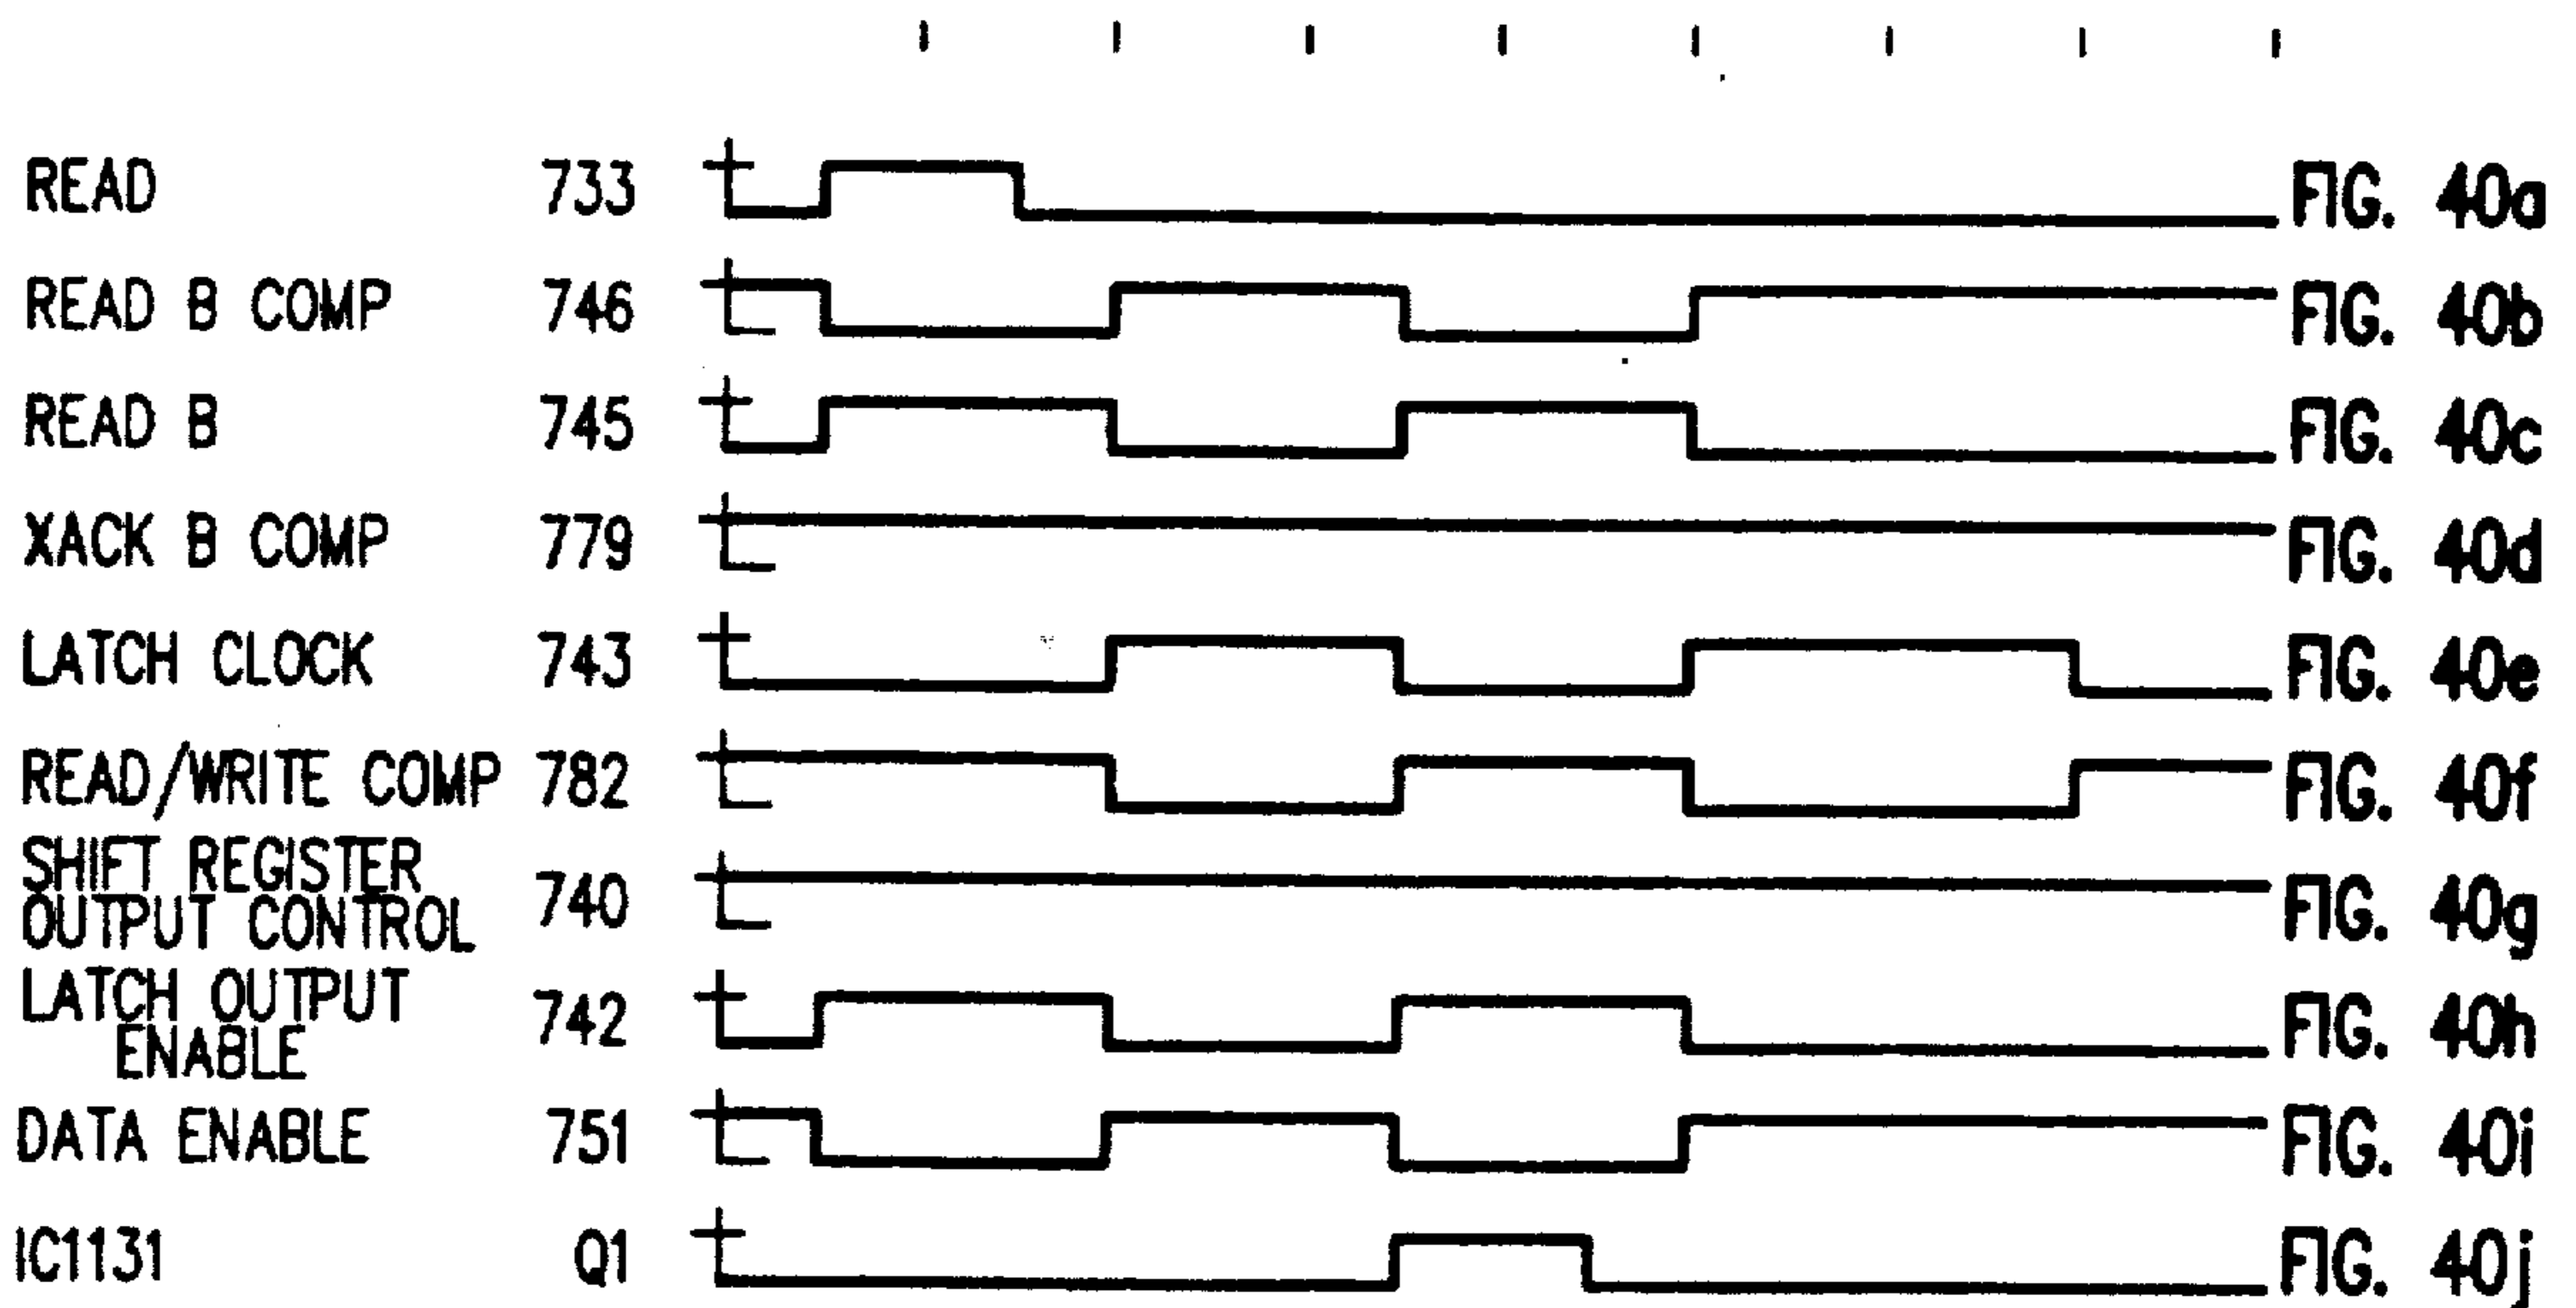 READ 733 FIG. 40a
READ B COMP 746 FIG. 40b
READ B 745 FIG. 40c
XACK B COMP 779 FIG. 40d
LATCH CLOCK 743 FIG. 40e
READ/WRITE COMP 782 FIG. 40f
SHIFT REGISTER
OUTPUT CONTROL 740 FIG. 40g
LATCH OUTPUT
ENABLE 742 FIG. 40h
DATA ENABLE 751 FIG. 40i
IC1131 Q1 FIG. 40j